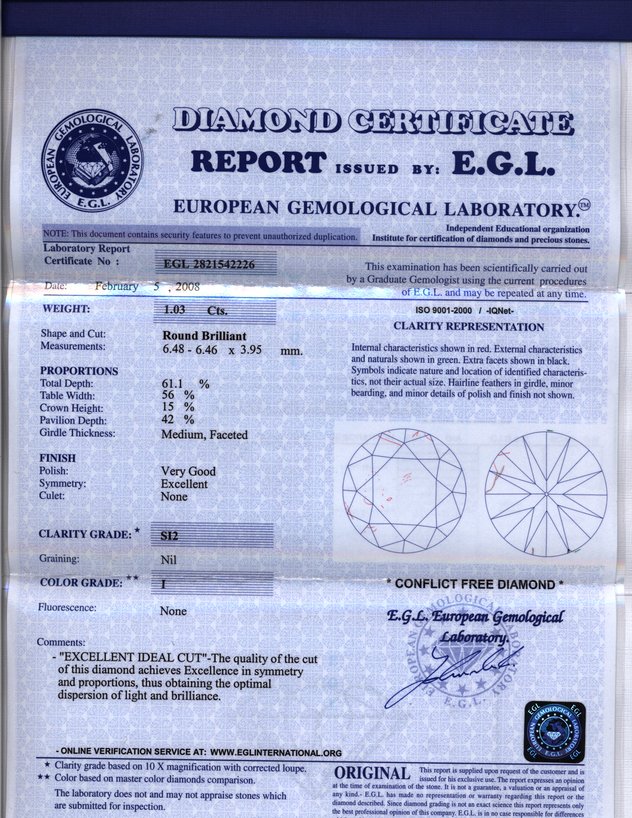 EUROPEAN GEMOLOGICAL LABORATORY
E.G.L.
DIAMOND CERTIFICATE
REPORT ISSUED BY: E.G.L.
EUROPEAN GEMOLOGICAL LABORATORY.™
NOTE: This document contains security features to prevent unauthorized duplication.
Independent Educational organization
Institute for certification of diamonds and precious stones.
Laboratory Report
Certificate No : EGL 2821542226
Date: February 5, 2008
This examination has been scientifically carried out
by a Graduate Gemologist using the current procedures
of E.G.L. and may be repeated at any time.
WEIGHT: 1.03 Cts.
ISO 9001-2000 / -IQNet-
CLARITY REPRESENTATION
Shape and Cut: Round Brilliant
Measurements: 6.48 - 6.46 x 3.95 mm.
Internal characteristics shown in red. External characteristics
and naturals shown in green. Extra facets shown in black.
Symbols indicate nature and location of identified characteris-
tics, not their actual size. Hairline feathers in girdle, minor
bearding, and minor details of polish and finish not shown.
PROPORTIONS
Total Depth: 61.1 %
Table Width: 56 %
Crown Height: 15 %
Pavilion Depth: 42 %
Girdle Thickness: Medium, Faceted
FINISH
Polish: Very Good
Symmetry: Excellent
Culet: None
CLARITY GRADE: * SI2
Graining: Nil
COLOR GRADE: ** I
Fluorescence: None
* CONFLICT FREE DIAMOND *
E.G.L. European Gemological
Laboratory.
Comments:
- "EXCELLENT IDEAL CUT"-The quality of the cut
of this diamond achieves Excellence in symmetry
and proportions, thus obtaining the optimal
dispersion of light and brilliance.
- ONLINE VERIFICATION SERVICE AT: WWW.EGLINTERNATIONAL.ORG
* Clarity grade based on 10 X magnification with corrected loupe.
** Color based on master color diamonds comparison.
The laboratory does not and may not appraise stones which
are submitted for inspection.
EGL
EGL
ORIGINAL This report is supplied upon request of the customer and is
issued for his exclusive use. The report expresses an opinion
at the time of examination of the stone. It is not a guarantee, a valuation or an appraisal of
any kind.- E.G.L. has made no representation or warranty regarding this report or the
diamond described. Since diamond grading is not an exact science this report represents only
the best professional opinion of this company. E.G.L. is in no case responsible for differences